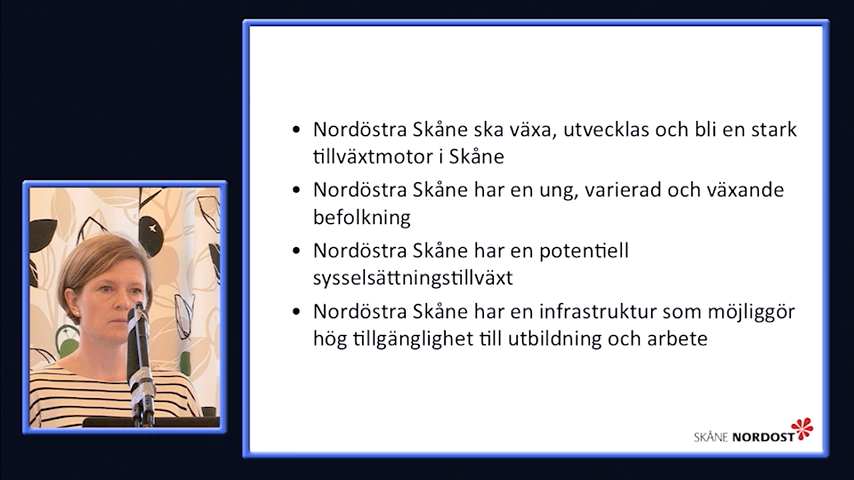 • Nordöstra Skåne ska växa, utvecklas och bli en stark
tillväxtmotor i Skåne
• Nordöstra Skåne har en ung, varierad och växande
befolkning
• Nordöstra Skåne har en potentiell
sysselsättningstillväxt
• Nordöstra Skåne har en infrastruktur som möjliggör
hög tillgänglighet till utbildning och arbete
SKÅNE NORDOST